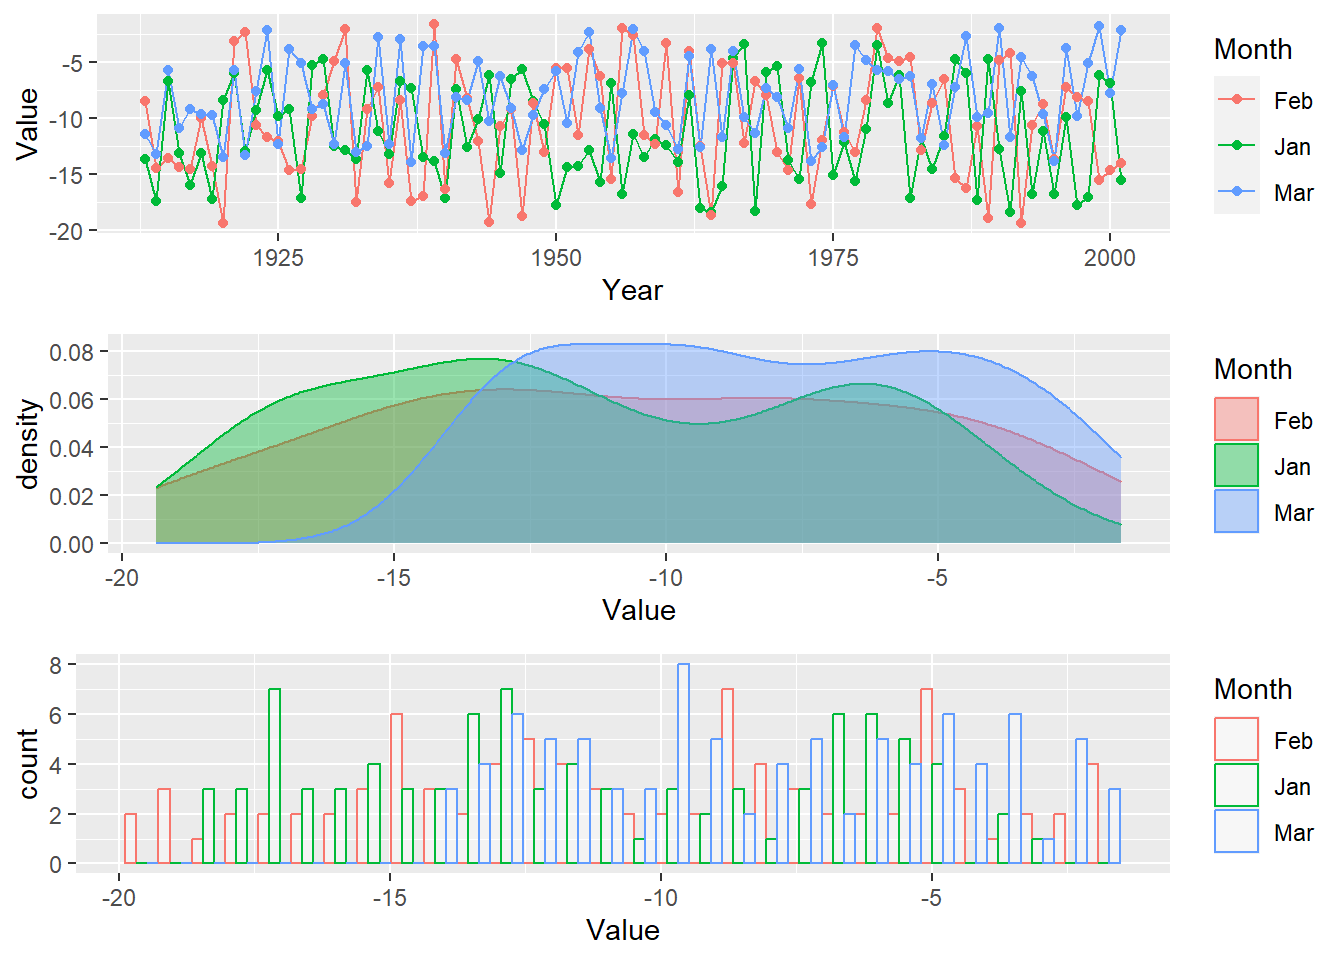 Value
-5
-10
-15
-20
1925 1950 1975 2000
Year
Month
Feb
Jan
Mar
density
0.08
0.06
0.04
0.02
0.00
-20 -15 -10 -5
Value
Month
Feb
Jan
Mar
count
8
6
4
2
0
-20 -15 -10 -5
Value
Month
Feb
Jan
Mar